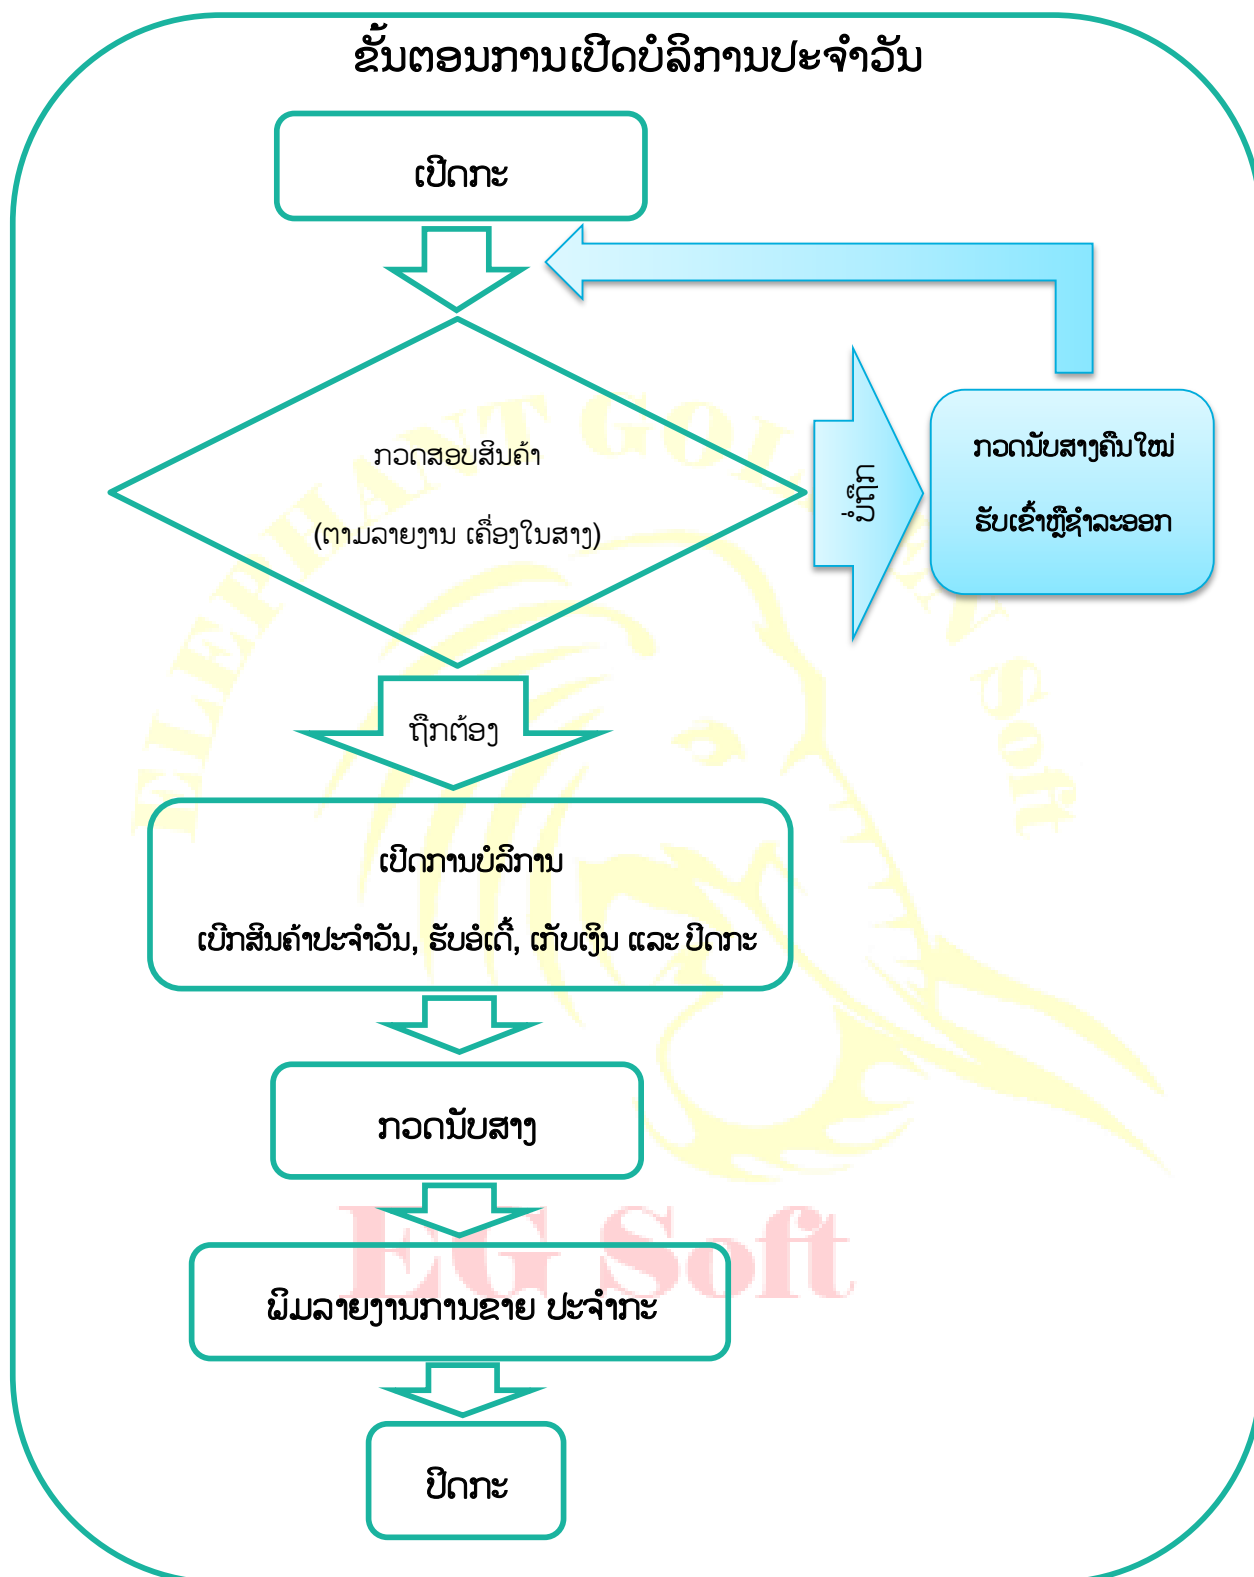 ຂັ້ນຕອນການເປີດບໍລິການປະຈຳວັນ
ເປີດກະ
ກວດສອບສິນຄ້າ
(ຕາມລາຍງານ ເຄື່ອງໃນສາງ)
ບໍ່ຖືກ
ກວດນັບສາງຄືນໃໝ່
ຮັບເຂົ້າຫຼືຊຳລະອອກ
ຖືກຕ້ອງ
ເປີດການບໍລິການ
ເບີກສິນຄ້າປະຈຳວັນ, ຮັບອໍເດີ້, ເກັບເງິນ ແລະ ປິດກະ
ກວດນັບສາງ
ພິມລາຍງານການຂາຍ ປະຈຳກະ
ປິດກະ
ELEPHANT GOLDEN Soft
EG Soft